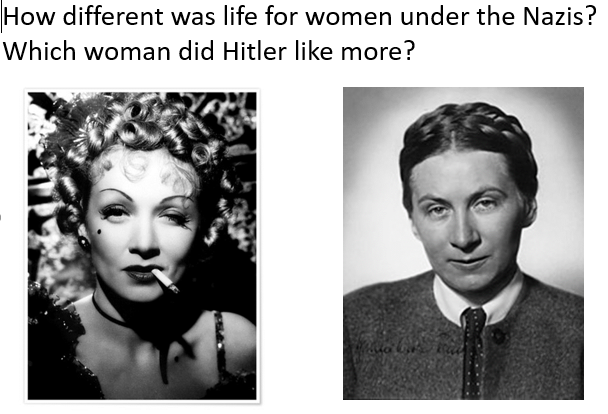 How different was life for women under the Nazis?
Which woman did Hitler like more?